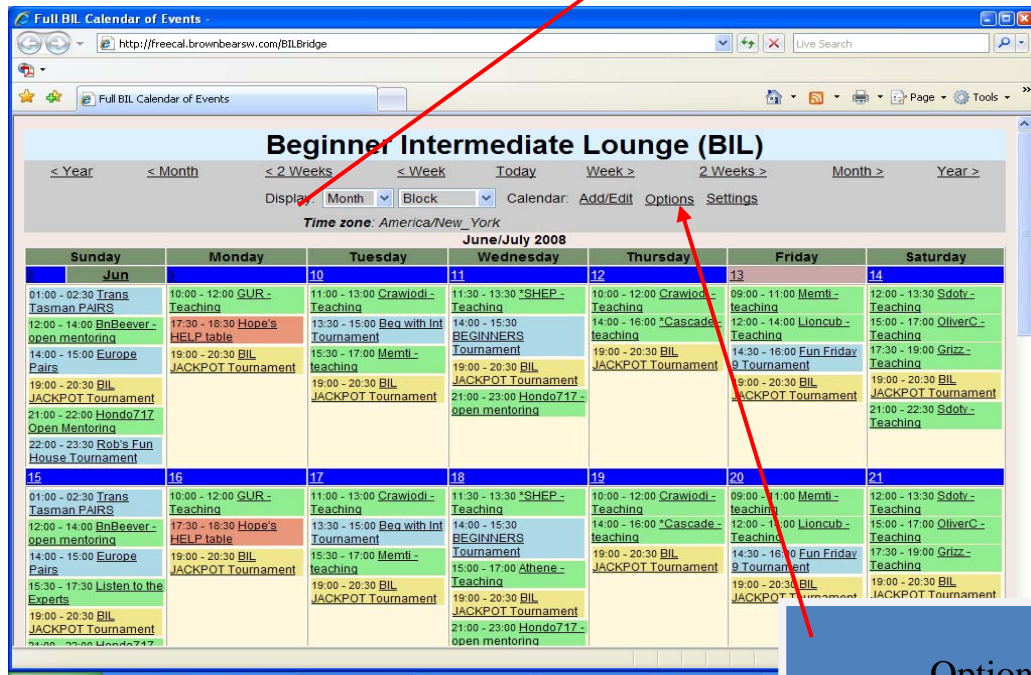 Full BIL Calendar of Events -
http://freecal.brownbearsw.com/BILBridge
Live Search
Full BIL Calendar of Events
Page
Tools
Beginner Intermediate Lounge (BIL)
< Year < Month < 2 Weeks < Week Today Week > 2 Weeks > Month > Year >
Display: Month Block Calendar: Add/Edit Options Settings
Time zone: America/New_York
June/July 2008
Sunday Monday Tuesday Wednesday Thursday Friday Saturday
8 Jun 9 10 11 12 13 14
01:00 - 02:30 Trans
Tasman PAIRS
12:00 - 14:00 BnBeever -
open mentoring
14:00 - 15:00 Europe
Pairs
19:00 - 20:30 BIL
JACKPOT Tournament
21:00 - 22:00 Hondo717
Open Mentoring
22:00 - 23:30 Rob's Fun
House Tournament
10:00 - 12:00 GUR -
Teaching
17:30 - 18:30 Hope's
HELP table
19:00 - 20:30 BIL
JACKPOT Tournament
11:00 - 13:00 Crawjodi -
Teaching
13:30 - 15:00 Beg with Int
Tournament
15:30 - 17:00 Memti -
teaching
19:00 - 20:30 BIL
JACKPOT Tournament
11:30 - 13:30 *SHEP -
Teaching
14:00 - 15:30
BEGINNERS
Tournament
19:00 - 20:30 BIL
JACKPOT Tournament
21:00 - 23:00 Hondo717 -
open mentoring
10:00 - 12:00 Crawjodi -
Teaching
14:00 - 16:00 *Cascade -
teaching
19:00 - 20:30 BIL
JACKPOT Tournament
09:00 - 11:00 Memti -
teaching
12:00 - 14:00 Lioncub -
Teaching
14:30 - 16:00 Fun Friday
9 Tournament
19:00 - 20:30 BIL
JACKPOT Tournament
12:00 - 13:30 Sdoty -
Teaching
15:00 - 17:00 OliverC -
Teaching
17:30 - 19:00 Grizz -
Teaching
19:00 - 20:30 BIL
JACKPOT Tournament
21:00 - 22:30 Sdoty -
Teaching
15 16 17 18 19 20 21
01:00 - 02:30 Trans
Tasman PAIRS
12:00 - 14:00 BnBeever -
open mentoring
14:00 - 15:00 Europe
Pairs
15:30 - 17:30 Listen to the
Experts
19:00 - 20:30 BIL
JACKPOT Tournament
21:00 - 22:00 Hondo717
10:00 - 12:00 GUR -
Teaching
17:30 - 18:30 Hope's
HELP table
19:00 - 20:30 BIL
JACKPOT Tournament
11:00 - 13:00 Crawjodi -
Teaching
13:30 - 15:00 Beg with Int
Tournament
15:30 - 17:00 Memti -
teaching
19:00 - 20:30 BIL
JACKPOT Tournament
11:30 - 13:30 *SHEP -
Teaching
14:00 - 15:30
BEGINNERS
Tournament
15:00 - 17:00 Athene -
Teaching
19:00 - 20:30 BIL
JACKPOT Tournament
21:00 - 23:00 Hondo717 -
open mentoring
10:00 - 12:00 Crawjodi -
Teaching
14:00 - 16:00 *Cascade -
teaching
19:00 - 20:30 BIL
JACKPOT Tournament
09:00 - 11:00 Memti -
teaching
12:00 - 14:00 Lioncub -
Teaching
14:30 - 16:00 Fun Friday
9 Tournament
19:00 - 20:30 BIL
JACKPOT Tournament
12:00 - 13:30 Sdoty -
Teaching
15:00 - 17:00 OliverC -
Teaching
17:30 - 19:00 Grizz -
Teaching
19:00 - 20:30 BIL
JACKPOT Tournament
Option